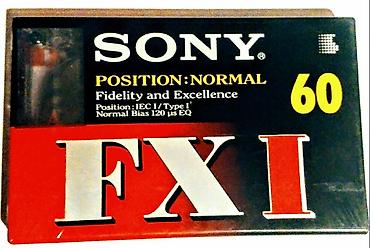 SONY®
POSITION:NORMAL
Fidelity and Excellence
Position: IEC I / Type I
Normal Bias 120 µs EQ
60
FX I